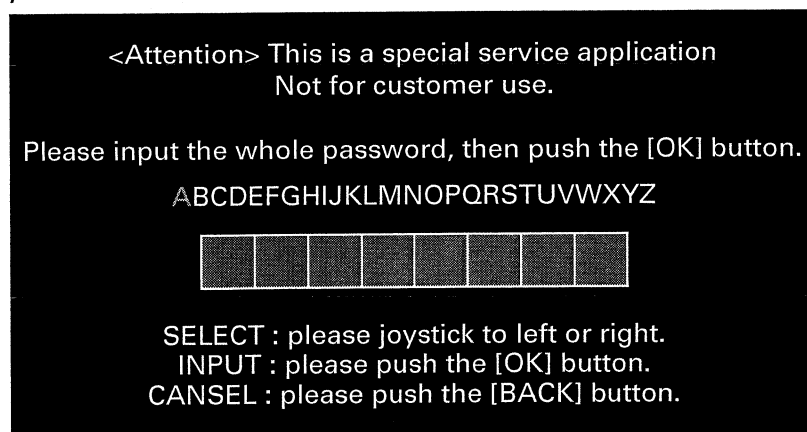 <Attention> This is a special service application
Not for customer use.
Please input the whole password, then push the [OK] button.
ABCDEFGHIJKLMNOPQRSTUVWXYZ
SELECT : please joystick to left or right.
INPUT : please push the [OK] button.
CANSEL : please push the [BACK] button.